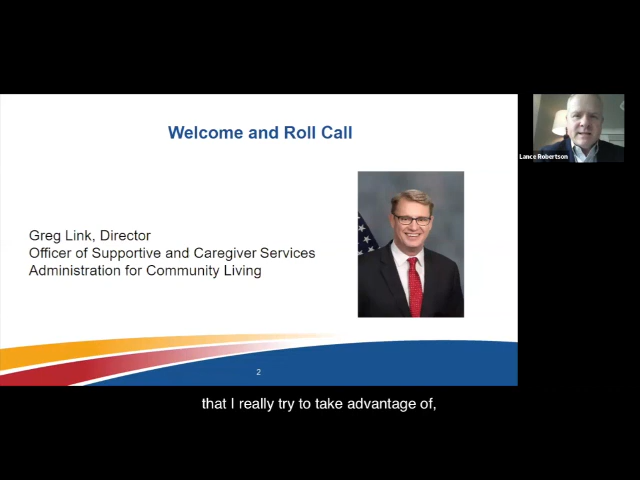 Welcome and Roll Call
Lance Robertson
Greg Link, Director
Officer of Supportive and Caregiver Services
Administration for Community Living
2
that I really try to take advantage of,